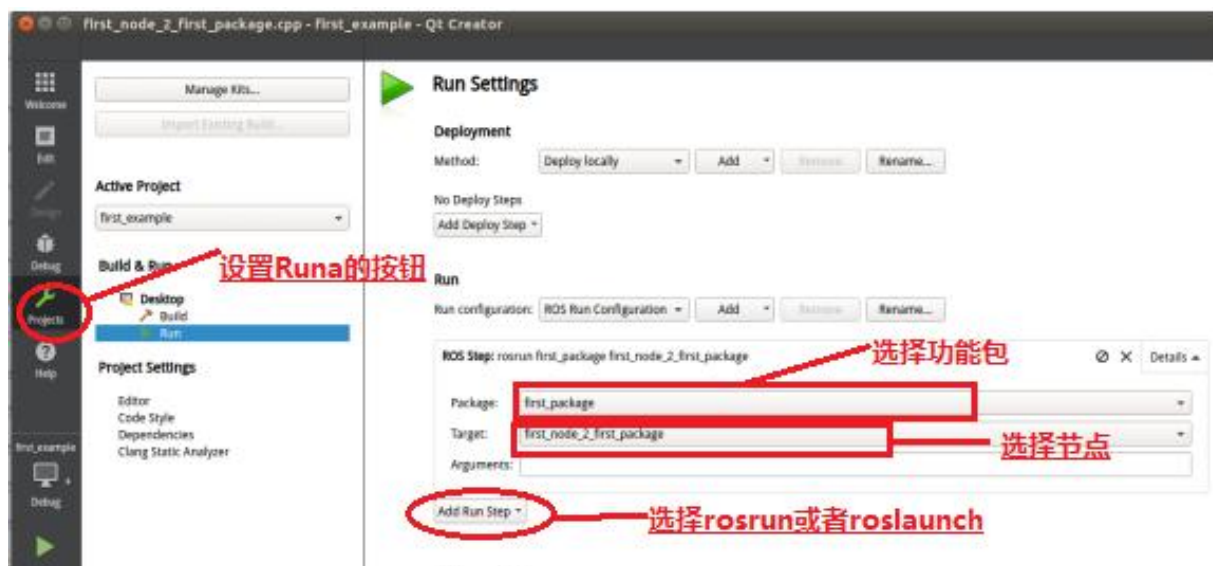 first_node_2_first_package.cpp - first_example - Qt Creator
Welcome
Edit
Design
Debug
Projects
Help
first_example
Debug
Manage Kits...
Import Existing Build...
Active Project
first_example
Build & Run
Desktop
Build
Run
Project Settings
Editor
Code Style
Dependencies
Clang Static Analyzer
设置Runa的按钮
Run Settings
Deployment
Method: Deploy locally Add Remove Rename...
No Deploy Steps
Add Deploy Step
Run
Run configuration: ROS Run Configuration Add Remove Rename...
ROS Step: rosrun first_package first_node_2_first_package Details
选择功能包
Package: first_package
Target: first_node_2_first_package
选择节点
Arguments:
Add Run Step
选择rosrun或者roslaunch